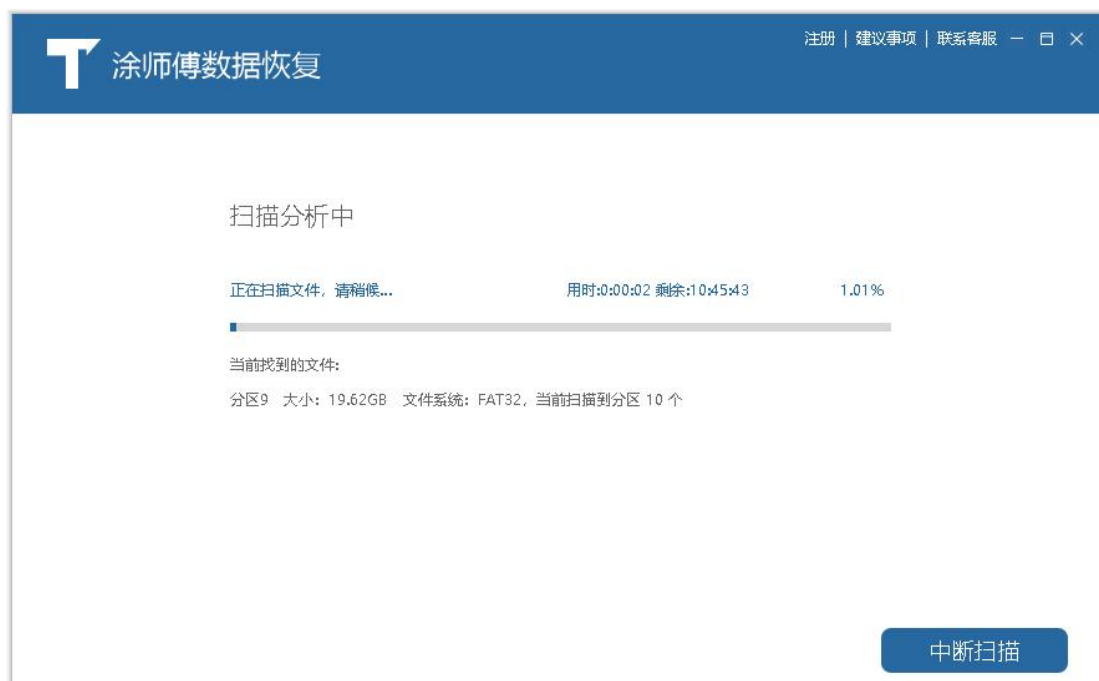 注册 | 建议事项 | 联系客服
涂师傅数据恢复
扫描分析中
正在扫描文件，请稍候... 用时:0:00:02 剩余:10:45:43 1.01%
当前找到的文件:
分区9 大小：19.62GB 文件系统：FAT32，当前扫描到分区 10 个
中断扫描